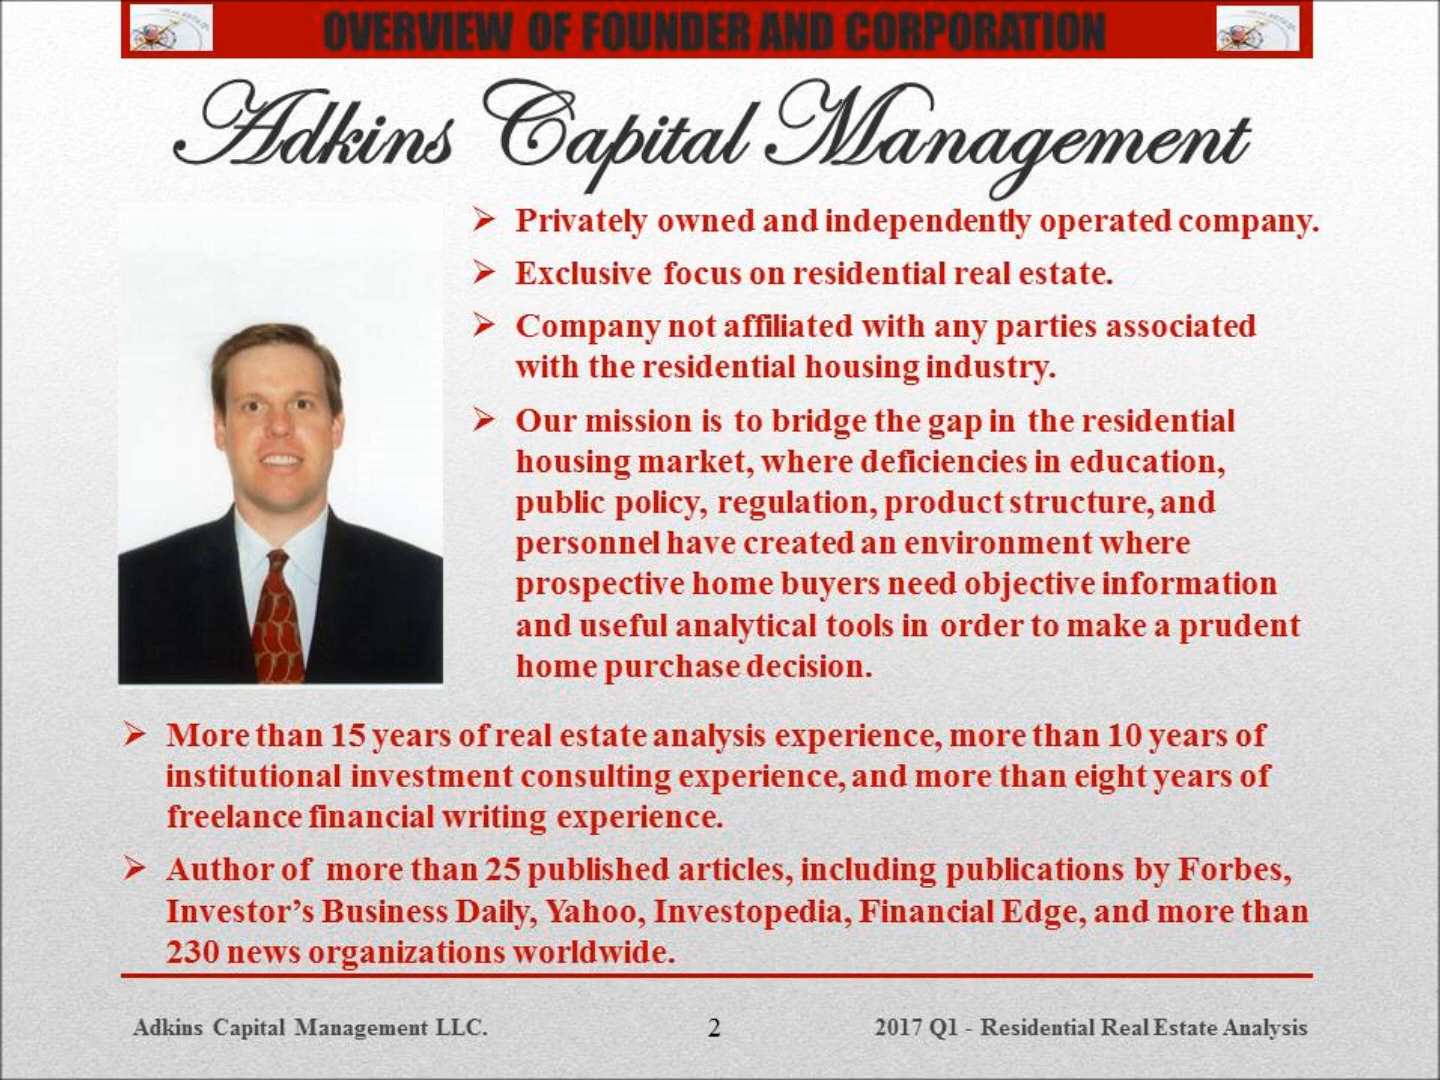 OVERVIEW OF FOUNDER AND CORPORATION
Adkins Capital Management
Privately owned and independently operated company.
Exclusive focus on residential real estate.
Company not affiliated with any parties associated
with the residential housing industry.
Our mission is to bridge the gap in the residential
housing market, where deficiencies in education,
public policy, regulation, product structure, and
personnel have created an environment where
prospective home buyers need objective information
and useful analytical tools in order to make a prudent
home purchase decision.
More than 15 years of real estate analysis experience, more than 10 years of
institutional investment consulting experience, and more than eight years of
freelance financial writing experience.
Author of more than 25 published articles, including publications by Forbes,
Investor’s Business Daily, Yahoo, Investopedia, Financial Edge, and more than
230 news organizations worldwide.
Adkins Capital Management LLC.
2
2017 Q1 - Residential Real Estate Analysis